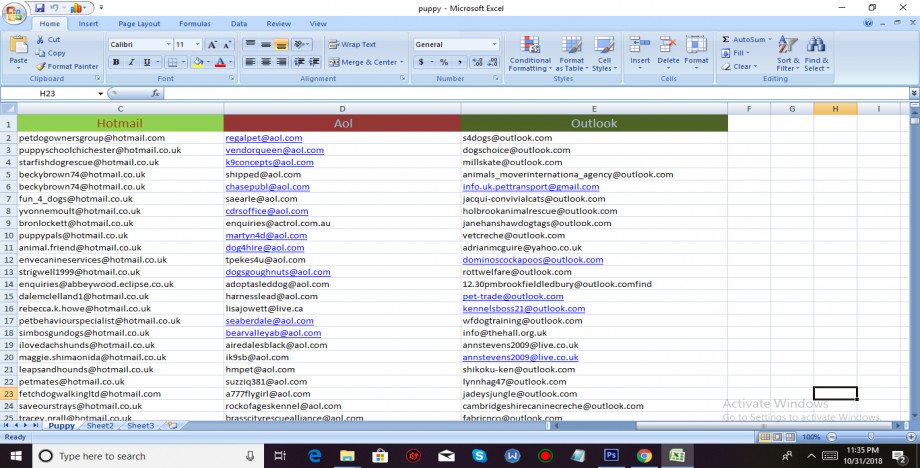 puppy - Microsoft Excel
Home Insert Page Layout Formulas Data Review View
Paste
Cut
Copy
Format Painter
Clipboard
Calibri 11
B I U
Font
Wrap Text
Merge & Center
Alignment
General
$ % ,
Number
Conditional Formatting
Format as Table
Cell Styles
Styles
Insert Delete Format
Cells
AutoSum
Fill
Clear
Sort & Filter
Find & Select
Editing
H23 fx
C D E F G H I
1 Hotmail Aol Outlook
2 petdogownersgroup@hotmail.com regalpet@aol.com s4dogs@outlook.com
3 puppyschoolchichester@hotmail.co.uk vendorqueen@aol.com dogschoice@outlook.com
4 starfishdogrescue@hotmail.co.uk k9concepts@aol.com millskate@outlook.com
5 beckybrown74@hotmail.co.uk shipped@aol.com animals_moverinternationa_agency@outlook.com
6 beckybrown74@hotmail.co.uk chasepubl@aol.com info.uk.pettransport@gmail.com
7 fun_4_dogs@hotmail.co.uk saearle@aol.com jacqui-convivialcats@outlook.com
8 yvonnemoult@hotmail.co.uk cdrsoffice@aol.com holbrookanimalrescue@outlook.com
9 bronlockett@hotmail.co.uk enquiries@actrol.com.au janehanshawdogtags@outlook.com
10 puppypals@hotmail.co.uk martyn4d@aol.com vetcreche@outlook.com
11 animal.friend@hotmail.co.uk dog4hire@aol.com adrianmcguire@yahoo.co.uk
12 envecanineservices@hotmail.co.uk tpekes4u@aol.com dominoscockapoos@outlook.com
13 strigwell1999@hotmail.co.uk dogsgoughnuts@aol.com rottwelfare@outlook.com
14 enquiries@abbeywood.eclipse.co.uk adoptasleddog@aol.com 12.30pmbrookfieldledbury@outlook.comfind
15 dalemclelland1@hotmail.co.uk harnesslead@aol.com pet-trade@outlook.com
16 rebecca.k.howe@hotmail.co.uk lisajowett@live.ca kennelsboss21@outlook.com
17 petbehaviourspecialist@hotmail.co.uk seaberdale@aol.com wfdogtraining@outlook.com
18 simbosgundogs@hotmail.co.uk bearvalleyab@aol.com info@thehall.org.uk
19 ilovedachshunds@hotmail.co.uk airedalesblack@aol.com annstevens2009@live.co.uk
20 maggie.shimaonida@hotmail.co.uk ik9sb@aol.com annstevens2009@live.co.uk
21 leapsandhounds@hotmail.co.uk hmpet@aol.com shikoku-ken@outlook.com
22 petmates@hotmail.co.uk suzziq381@aol.com lynnhag47@outlook.com
23 fetchdogwalkingltd@hotmail.com a777flygirl@aol.com jadeysjungle@outlook.com
24 saveourstrays@hotmail.co.uk rockofageskennel@aol.com cambridgeshirecaninecreche@outlook.com
25 tracey.prall@hotmail.co.uk brasscityrescuealliance@aol.com fabricnco@outlook.com
Activate Windows
Go to Settings to activate Windows.
Puppy Sheet2 Sheet3
Ready 100%
Type here to search
11:35 PM
10/31/2018
2